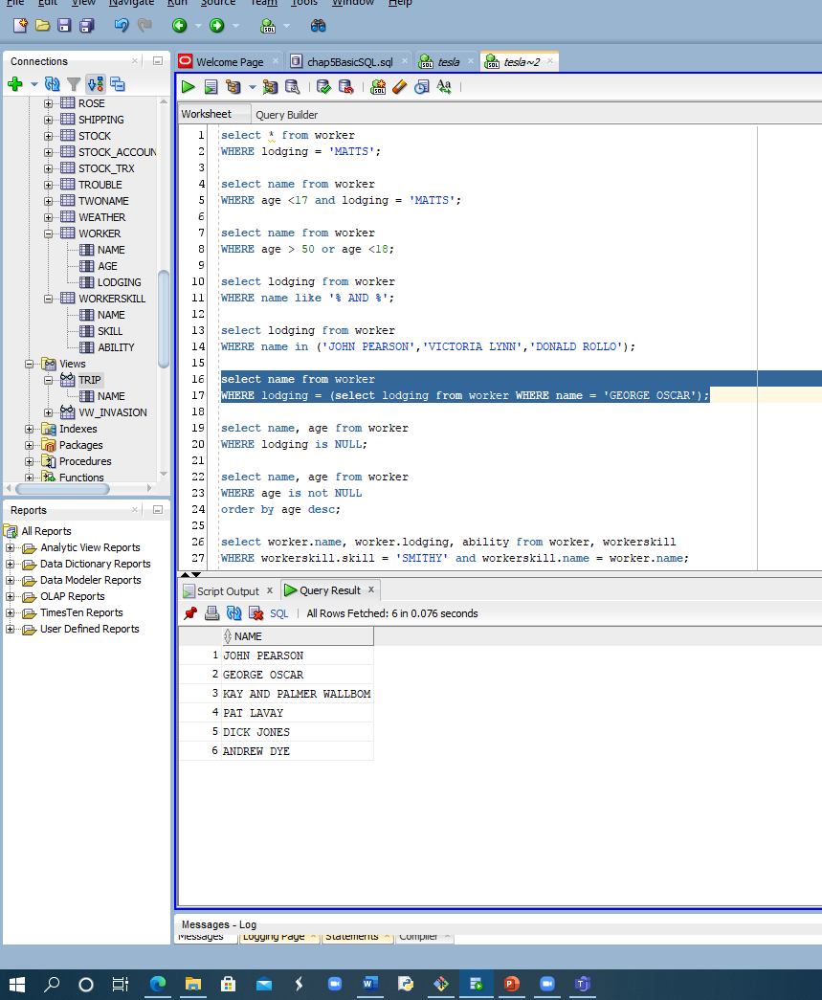 File Edit View Navigate Run Source Team Tools Window Help
Connections
Welcome Page
chap5BasicSQL.sql
tesla
tesla~2
Worksheet
Query Builder
ROSE
SHIPPING
STOCK
STOCK_ACCOUN
STOCK_TRX
TROUBLE
TWONAME
WEATHER
WORKER
NAME
AGE
LODGING
WORKERSKILL
NAME
SKILL
ABILITY
Views
TRIP
NAME
VW_INVASION
Indexes
Packages
Procedures
Functions
Reports
All Reports
Analytic View Reports
Data Dictionary Reports
Data Modeler Reports
OLAP Reports
TimesTen Reports
User Defined Reports
1 select * from worker
2 WHERE lodging = 'MATTS';
3
4 select name from worker
5 WHERE age <17 and lodging = 'MATTS';
6
7 select name from worker
8 WHERE age > 50 or age <18;
9
10 select lodging from worker
11 WHERE name like '% AND %';
12
13 select lodging from worker
14 WHERE name in ('JOHN PEARSON','VICTORIA LYNN','DONALD ROLLO');
15
16 select name from worker
17 WHERE lodging = (select lodging from worker WHERE name = 'GEORGE OSCAR');
18
19 select name, age from worker
20 WHERE lodging is NULL;
21
22 select name, age from worker
23 WHERE age is not NULL
24 order by age desc;
25
26 select worker.name, worker.lodging, ability from worker, workerskill
27 WHERE workerskill.skill = 'SMITHY' and workerskill.name = worker.name;
Script Output x
Query Result x
SQL | All Rows Fetched: 6 in 0.076 seconds
NAME
1 JOHN PEARSON
2 GEORGE OSCAR
3 KAY AND PALMER WALLBOM
4 PAT LAVAY
5 DICK JONES
6 ANDREW DYE
Messages - Log
Messages
Logging Page
Statements
Compiler